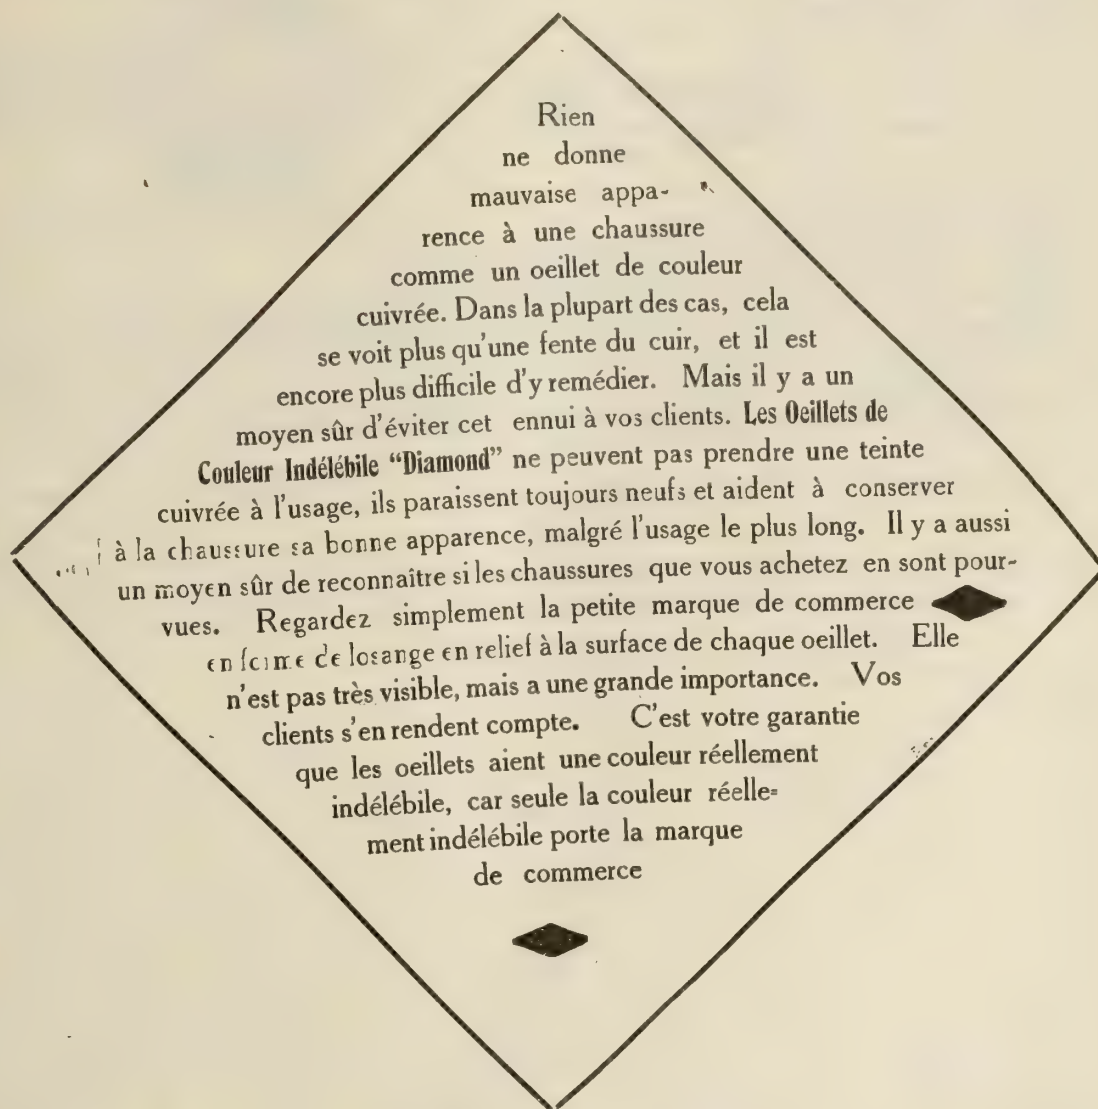 Rien
ne donne
mauvaise appa-
rence à une chaussure
comme un oeillet de couleur
cuivrée. Dans la plupart des cas, cela
se voit plus qu'une fente du cuir, et il est
encore plus difficile d'y remédier. Mais il y a un
moyen sûr d'éviter cet ennui à vos clients. Les Oeillets de
Couleur Indélébile "Diamond" ne peuvent pas prendre une teinte
cuivrée à l'usage, ils paraissent toujours neufs et aident à conserver
à la chaussure sa bonne apparence, malgré l'usage le plus long. Il y a aussi
un moyen sûr de reconnaître si les chaussures que vous achetez en sont pour-
vues. Regardez simplement la petite marque de commerce
en forme de losange en relief à la surface de chaque oeillet. Elle
n'est pas très visible, mais a une grande importance. Vos
clients s'en rendent compte. C'est votre garantie
que les oeillets aient une couleur réellement
indélébile, car seule la couleur réelle=
ment indélébile porte la marque
de commerce